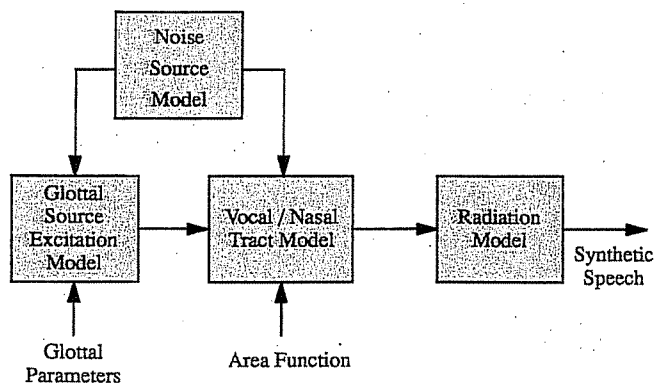 Noise
Source
Model
Glottal
Source
Excitation
Model
Vocal / Nasal
Tract Model
Radiation
Model
Synthetic
Speech
Glottal
Parameters
Area Function